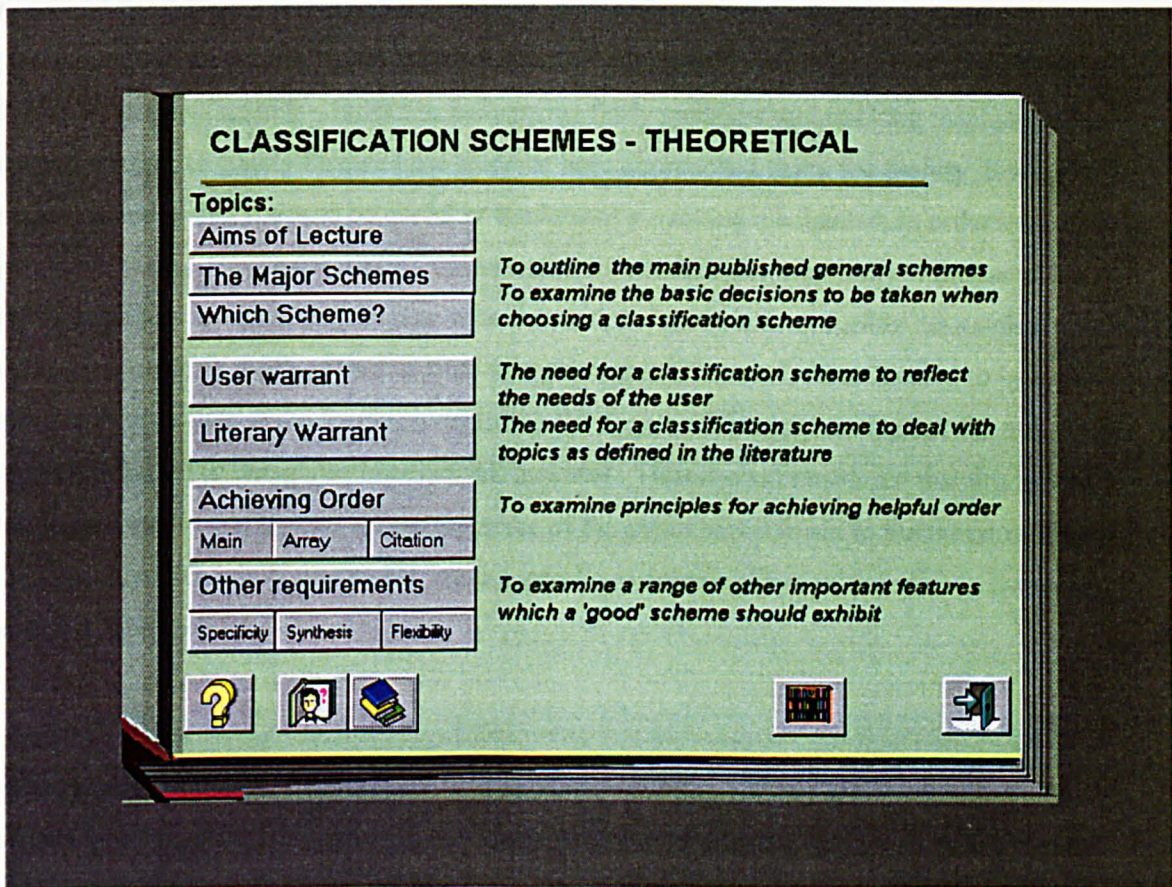 CLASSIFICATION SCHEMES - THEORETICAL
Topics:
Aims of Lecture
The Major Schemes
To outline the main published general schemes
Which Scheme?
To examine the basic decisions to be taken when
choosing a classification scheme
User warrant
The need for a classification scheme to reflect
the needs of the user
Literary Warrant
The need for a classification scheme to deal with
topics as defined in the literature
Achieving Order
To examine principles for achieving helpful order
Main Array Citation
Other requirements
To examine a range of other important features
which a 'good' scheme should exhibit
Specificity Synthesis Flexibility